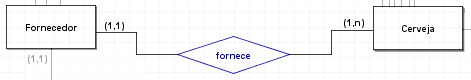 Fornecedor
(1,1)
(1,n)
Cerveja
fornece
(1,1)